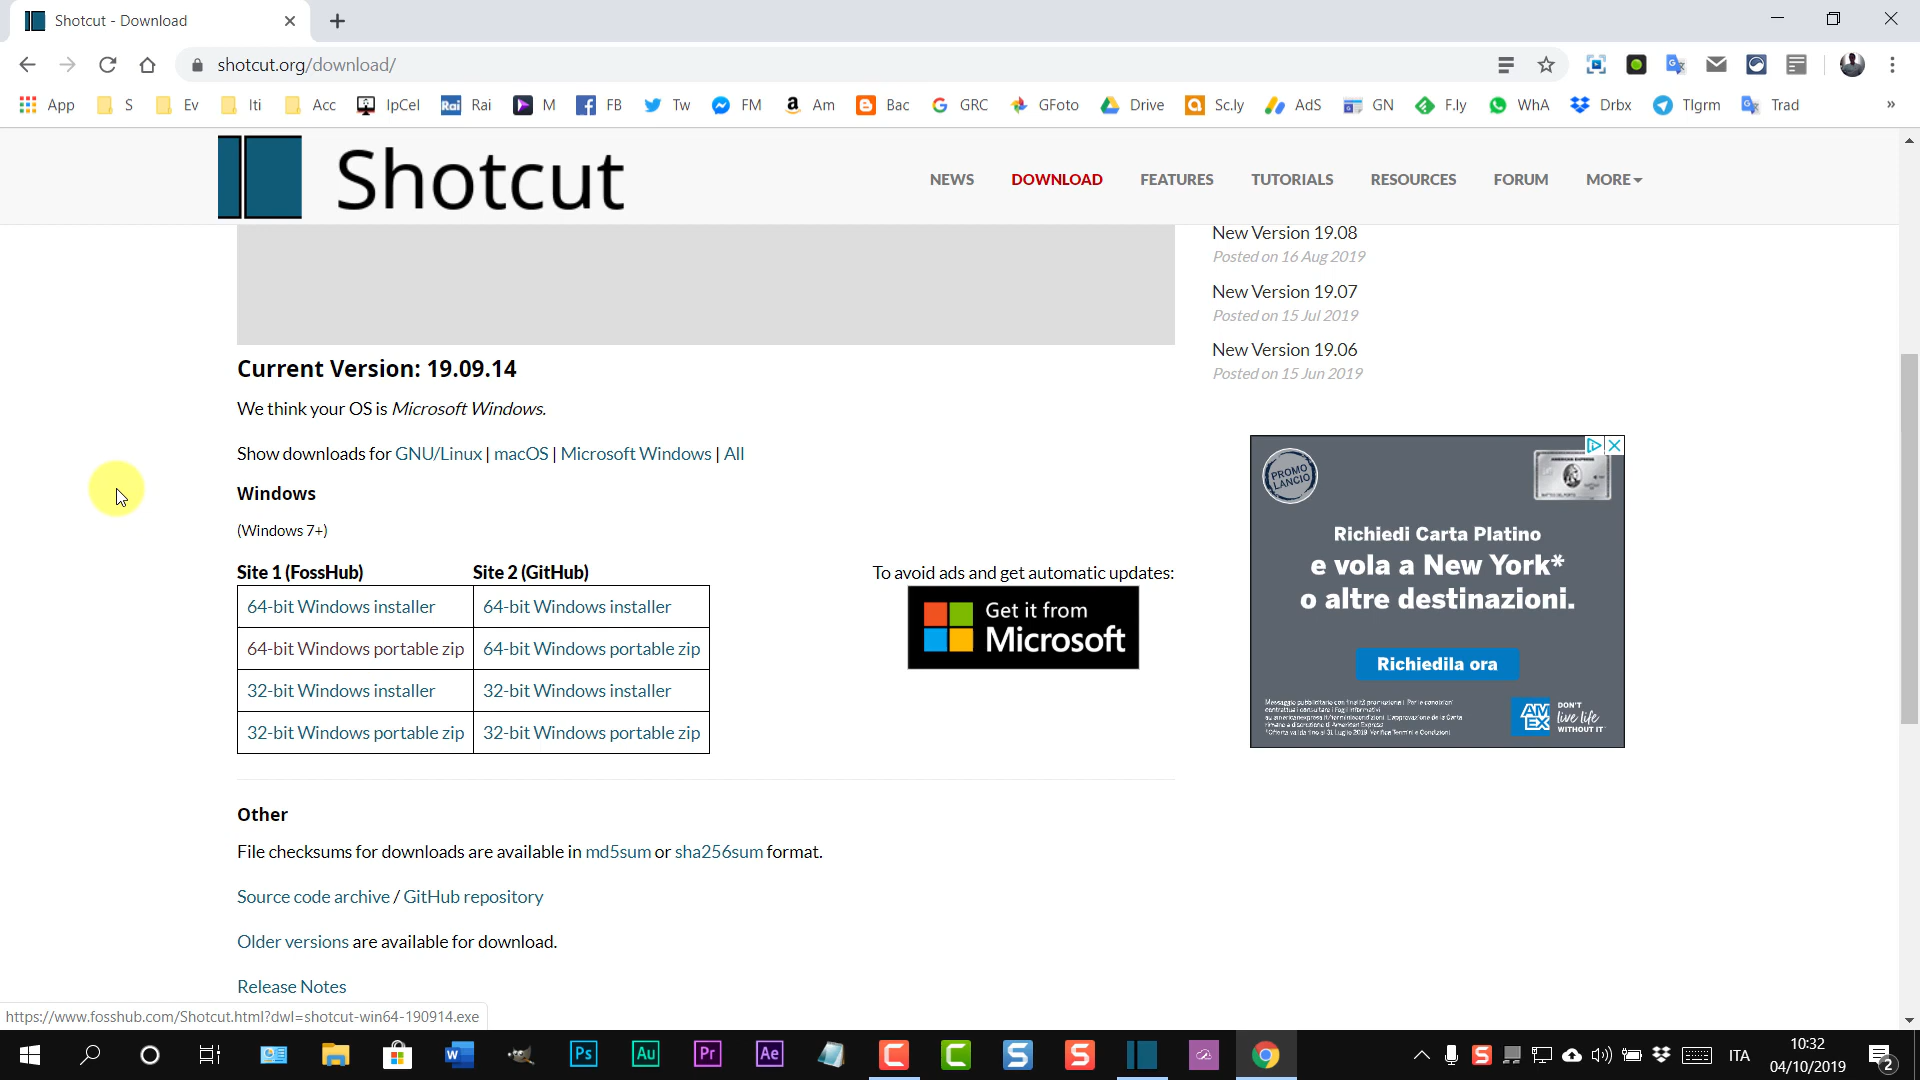 Shotcut - Download
shotcut.org/download/
App
S
Ev
Iti
Acc
IpCel
Rai
Rai
M
FB
Tw
FM
Am
Bac
GRC
GFoto
Drive
Sc.ly
AdS
GN
F.ly
WhA
Drbx
Tlgrm
Trad
»
Shotcut
NEWS
DOWNLOAD
FEATURES
TUTORIALS
RESOURCES
FORUM
MORE
New Version 19.08
Posted on 16 Aug 2019
New Version 19.07
Posted on 15 Jul 2019
New Version 19.06
Posted on 15 Jun 2019
Current Version: 19.09.14
We think your OS is Microsoft Windows.
Show downloads for GNU/Linux | macOS | Microsoft Windows | All
Windows
(Windows 7+)
Site 1 (FossHub) Site 2 (GitHub)
64-bit Windows installer 64-bit Windows installer
64-bit Windows portable zip 64-bit Windows portable zip
32-bit Windows installer 32-bit Windows installer
32-bit Windows portable zip 32-bit Windows portable zip
To avoid ads and get automatic updates:
Get it from
Microsoft
PROMO
LANCIO
AMERICAN EXPRESS
Richiedi Carta Platino
e vola a New York*
o altre destinazioni.
Richiedila ora
AM
EX
DON'T
live life
WITHOUT IT
Other
File checksums for downloads are available in md5sum or sha256sum format.
Source code archive / GitHub repository
Older versions are available for download.
Release Notes
https://www.fosshub.com/Shotcut.html?dwl=shotcut-win64-190914.exe
Ps
Au
Pr
Ae
ITA
10:32
04/10/2019
2